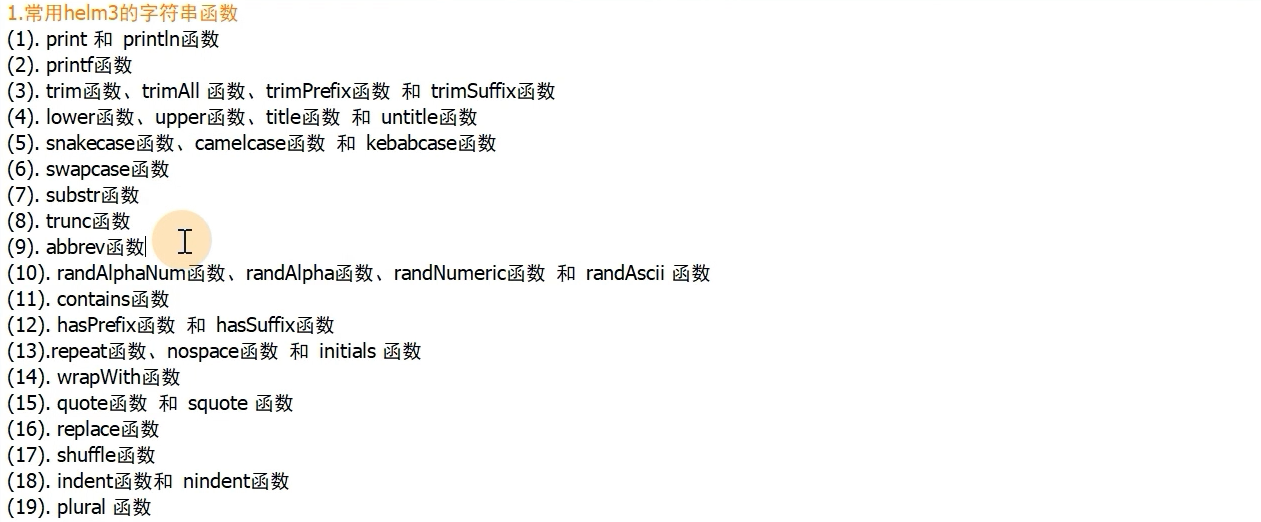 1.常用helm3的字符串函数
(1). print 和 println函数
(2). printf函数
(3). trim函数、trimAll 函数、trimPrefix函数 和 trimSuffix函数
(4). lower函数、upper函数、title函数 和 untitle函数
(5). snakecase函数、camelcase函数 和 kebabcase函数
(6). swapcase函数
(7). substr函数
(8). trunc函数
(9). abbrev函数
(10). randAlphaNum函数、randAlpha函数、randNumeric函数 和 randAscii 函数
(11). contains函数
(12). hasPrefix函数 和 hasSuffix函数
(13).repeat函数、nospace函数 和 initials 函数
(14). wrapWith函数
(15). quote函数 和 squote 函数
(16). replace函数
(17). shuffle函数
(18). indent函数和 nindent函数
(19). plural 函数